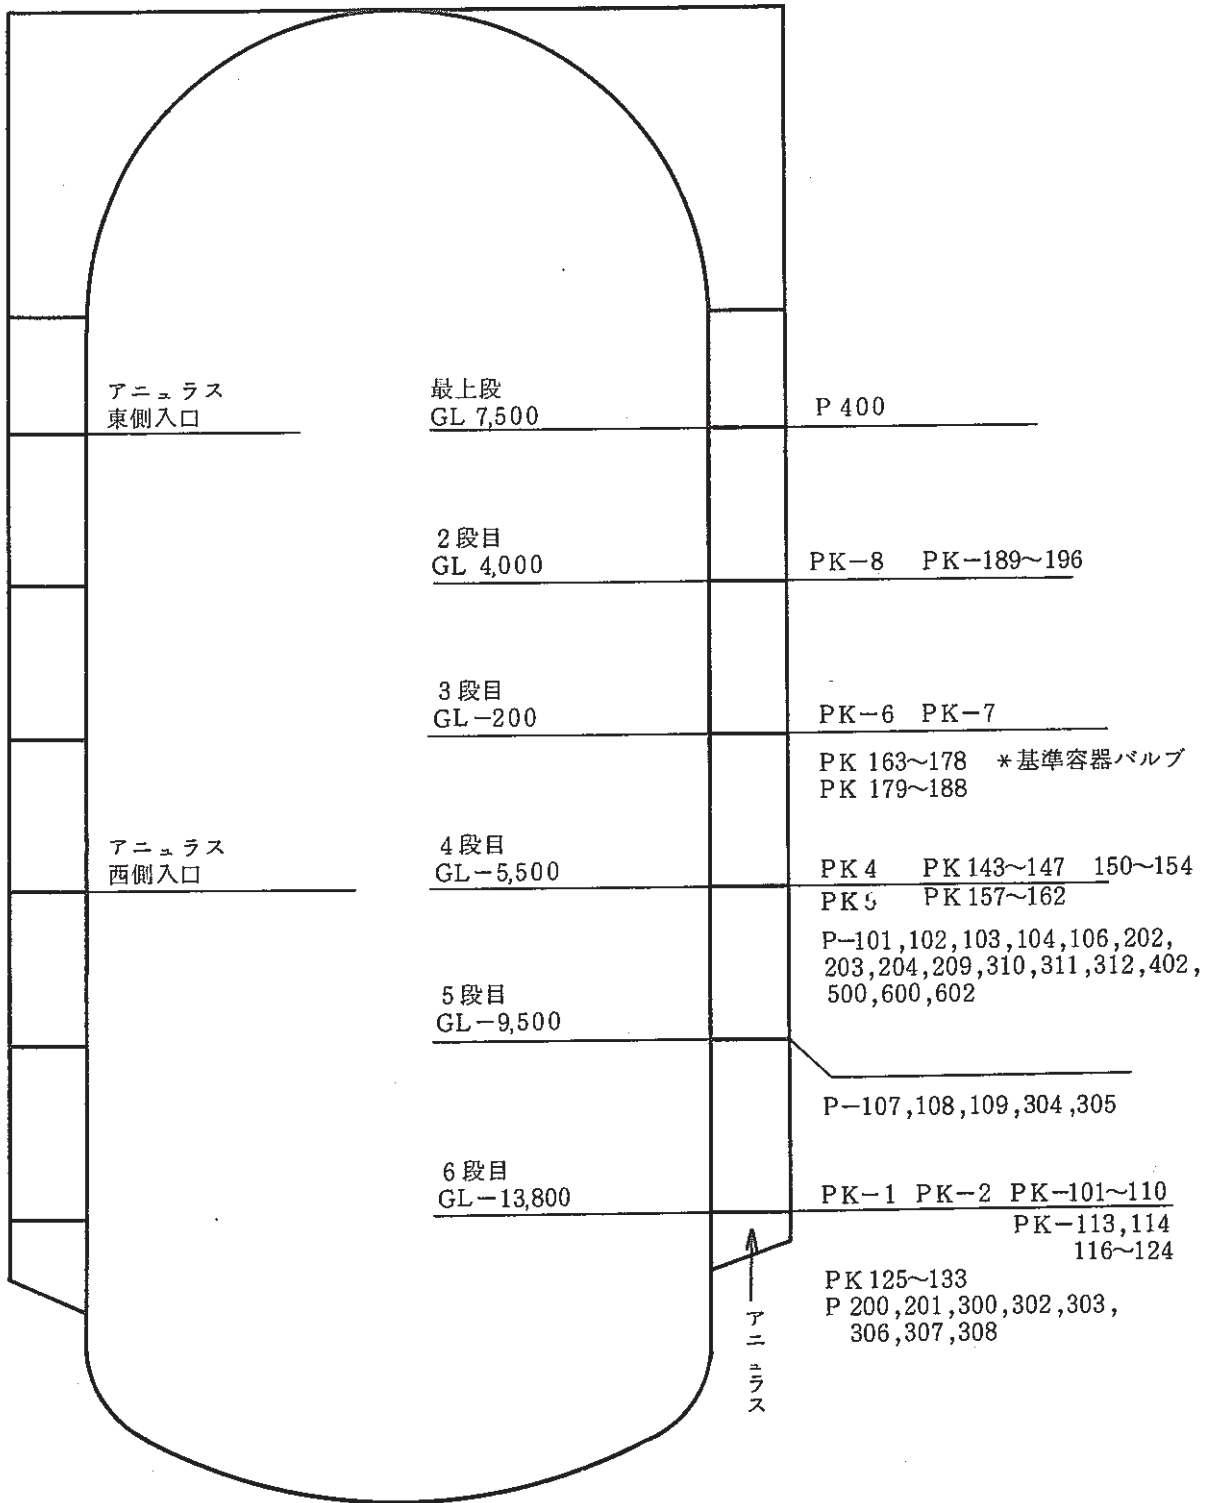 アニュラス
東側入口
最上段
GL 7,500
P 400
2段目
GL 4,000
PK-8 PK-189~196
3段目
GL-200
PK-6 PK-7
PK 163~178 *基準容器バルブ
PK 179~188
アニュラス
西側入口
4段目
GL-5,500
PK 4 PK 143~147 150~154
PK 5 PK 157~162
P-101,102,103,104,106,202,
203,204,209,310,311,312,402,
500,600,602
5段目
GL-9,500
P-107,108,109,304,305
6段目
GL-13,800
PK-1 PK-2 PK-101~110
PK-113,114
116~124
PK 125~133
P 200,201,300,302,303,
306,307,308
アニュラス